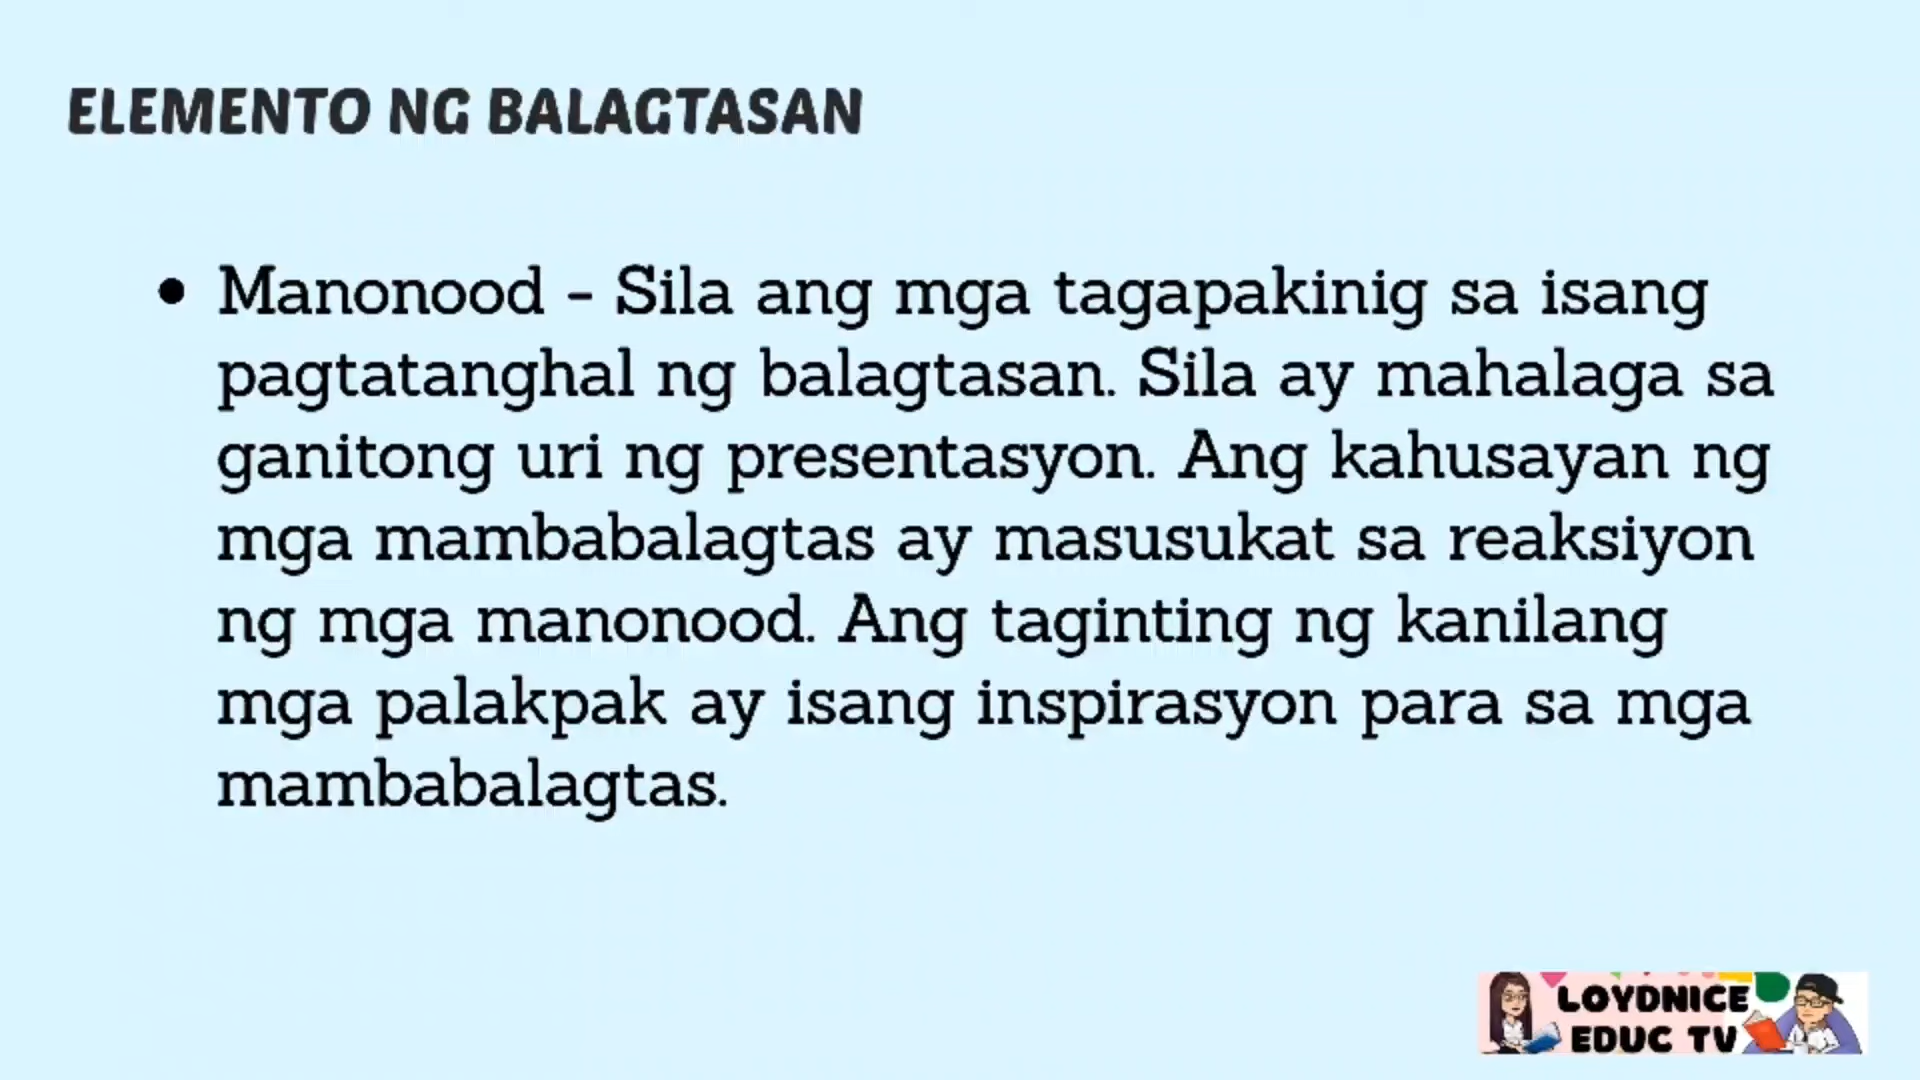 ELEMENTO NG BALAGTASAN
• Manonood - Sila ang mga tagapakinig sa isang
pagtatanghal ng balagtasan. Sila ay mahalaga sa
ganitong uri ng presentasyon. Ang kahusayan ng
mga mambabalagtas ay masusukat sa reaksiyon
ng mga manonood. Ang taginting ng kanilang
mga palakpak ay isang inspirasyon para sa mga
mambabalagtas.
LOYDNICE
EDUC TV